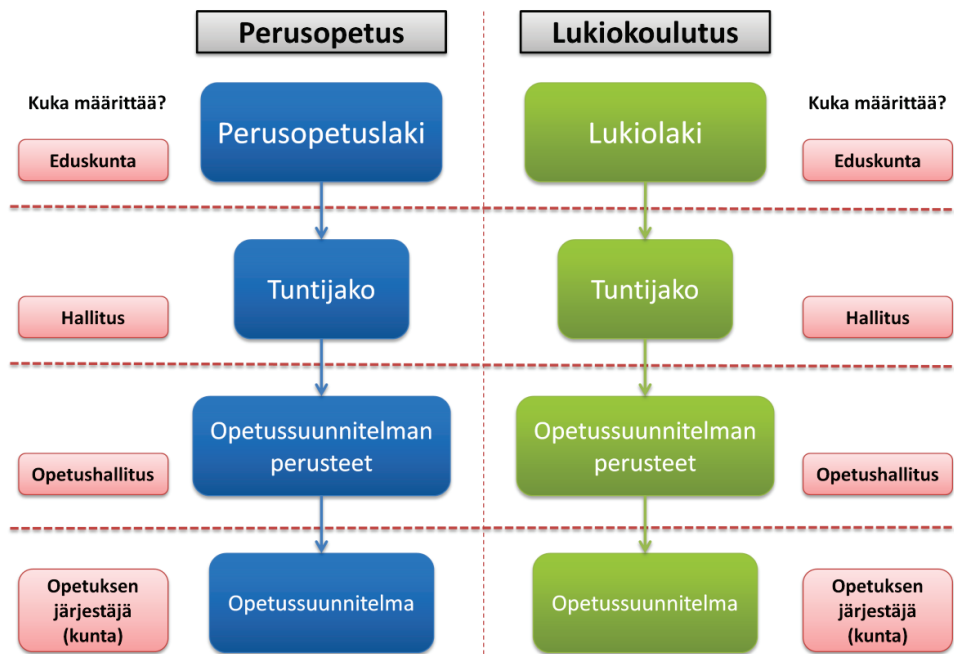 Perusopetus
Lukiokoulutus
Kuka määrittää?
Kuka määrittää?
Eduskunta
Perusopetuslaki
Lukiolaki
Eduskunta
Hallitus
Tuntijako
Tuntijako
Hallitus
Opetushallitus
Opetussuunnitelman
perusteet
Opetussuunnitelman
perusteet
Opetushallitus
Opetuksen
järjestäjä
(kunta)
Opetussuunnitelma
Opetussuunnitelma
Opetuksen
järjestäjä
(kunta)